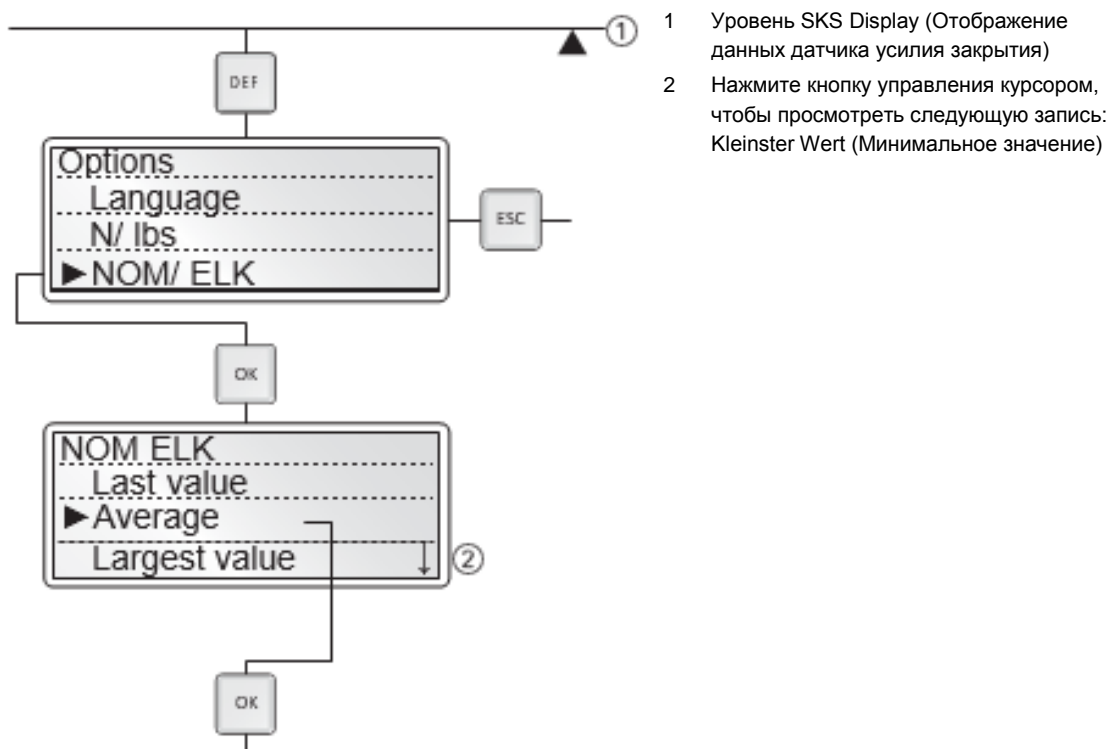 ①
1 Уровень SKS Display (Отображение
данных датчика усилия закрытия)
2 Нажмите кнопку управления курсором,
чтобы просмотреть следующую запись:
Kleinster Wert (Минимальное значение)
DEF
Options
Language
N/ lbs
►NOM/ ELK
ESC
OK
NOM ELK
Last value
►Average
Largest value ↓
②
OK